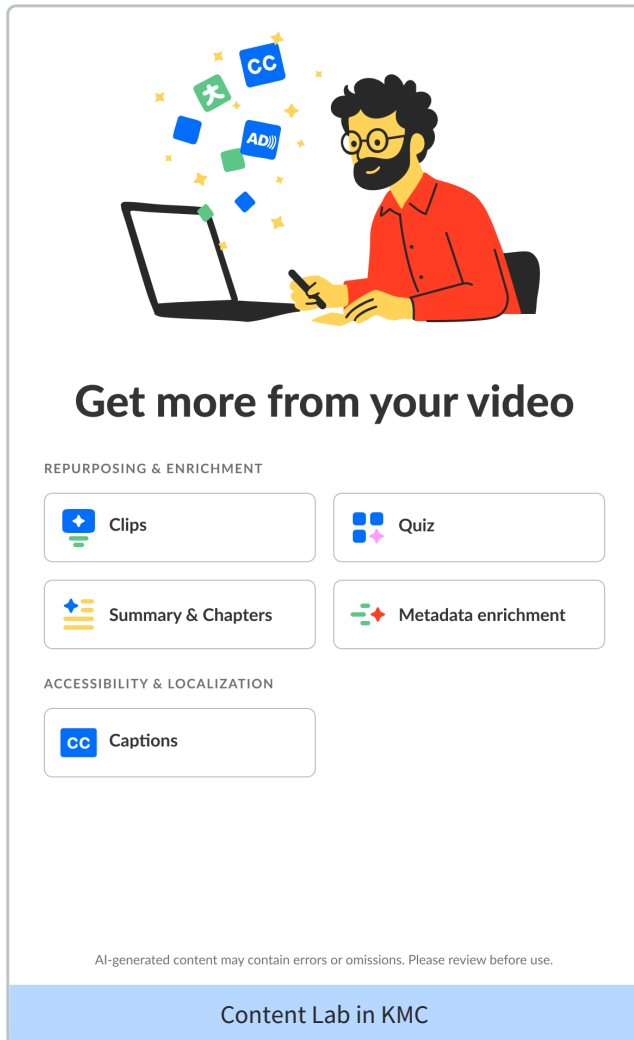 CC
AD
Get more from your video
REPURPOSING & ENRICHMENT
Clips
Quiz
Summary & Chapters
Metadata enrichment
ACCESSIBILITY & LOCALIZATION
CC
Captions
AI-generated content may contain errors or omissions. Please review before use.
Content Lab in KMC